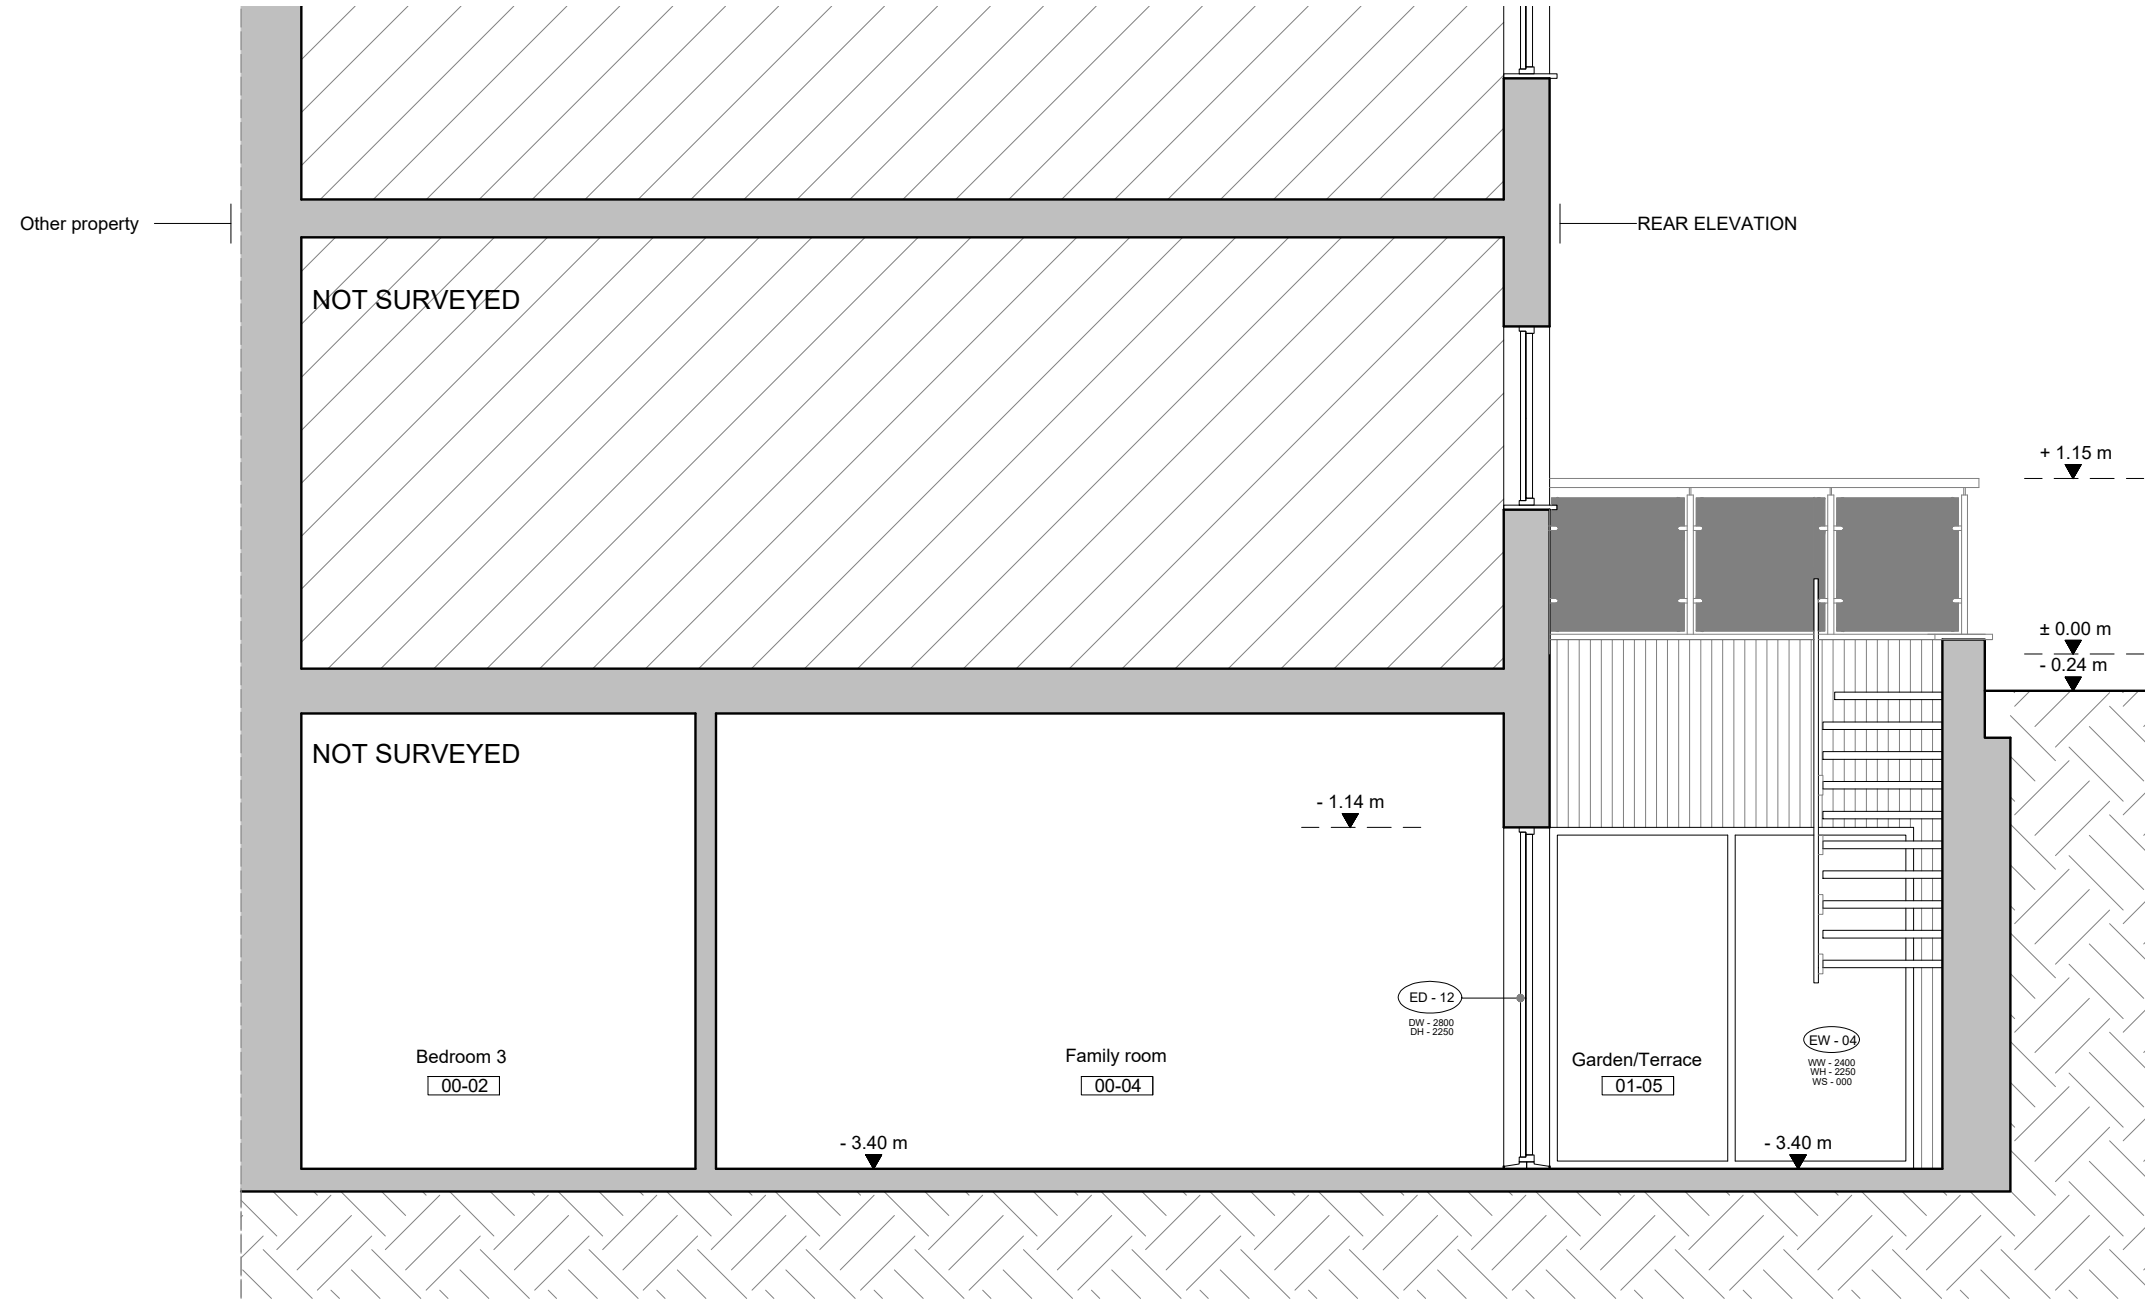 Other property
REAR ELEVATION
NOT SURVEYED
+ 1.15 m
± 0.00 m
- 0.24 m
NOT SURVEYED
- 1.14 m
ED - 12
DW - 2800
DH - 2250
EW - 04
WW - 2400
WH - 2250
WS - 000
Bedroom 3
00-02
Family room
00-04
Garden/Terrace
01-05
- 3.40 m
- 3.40 m